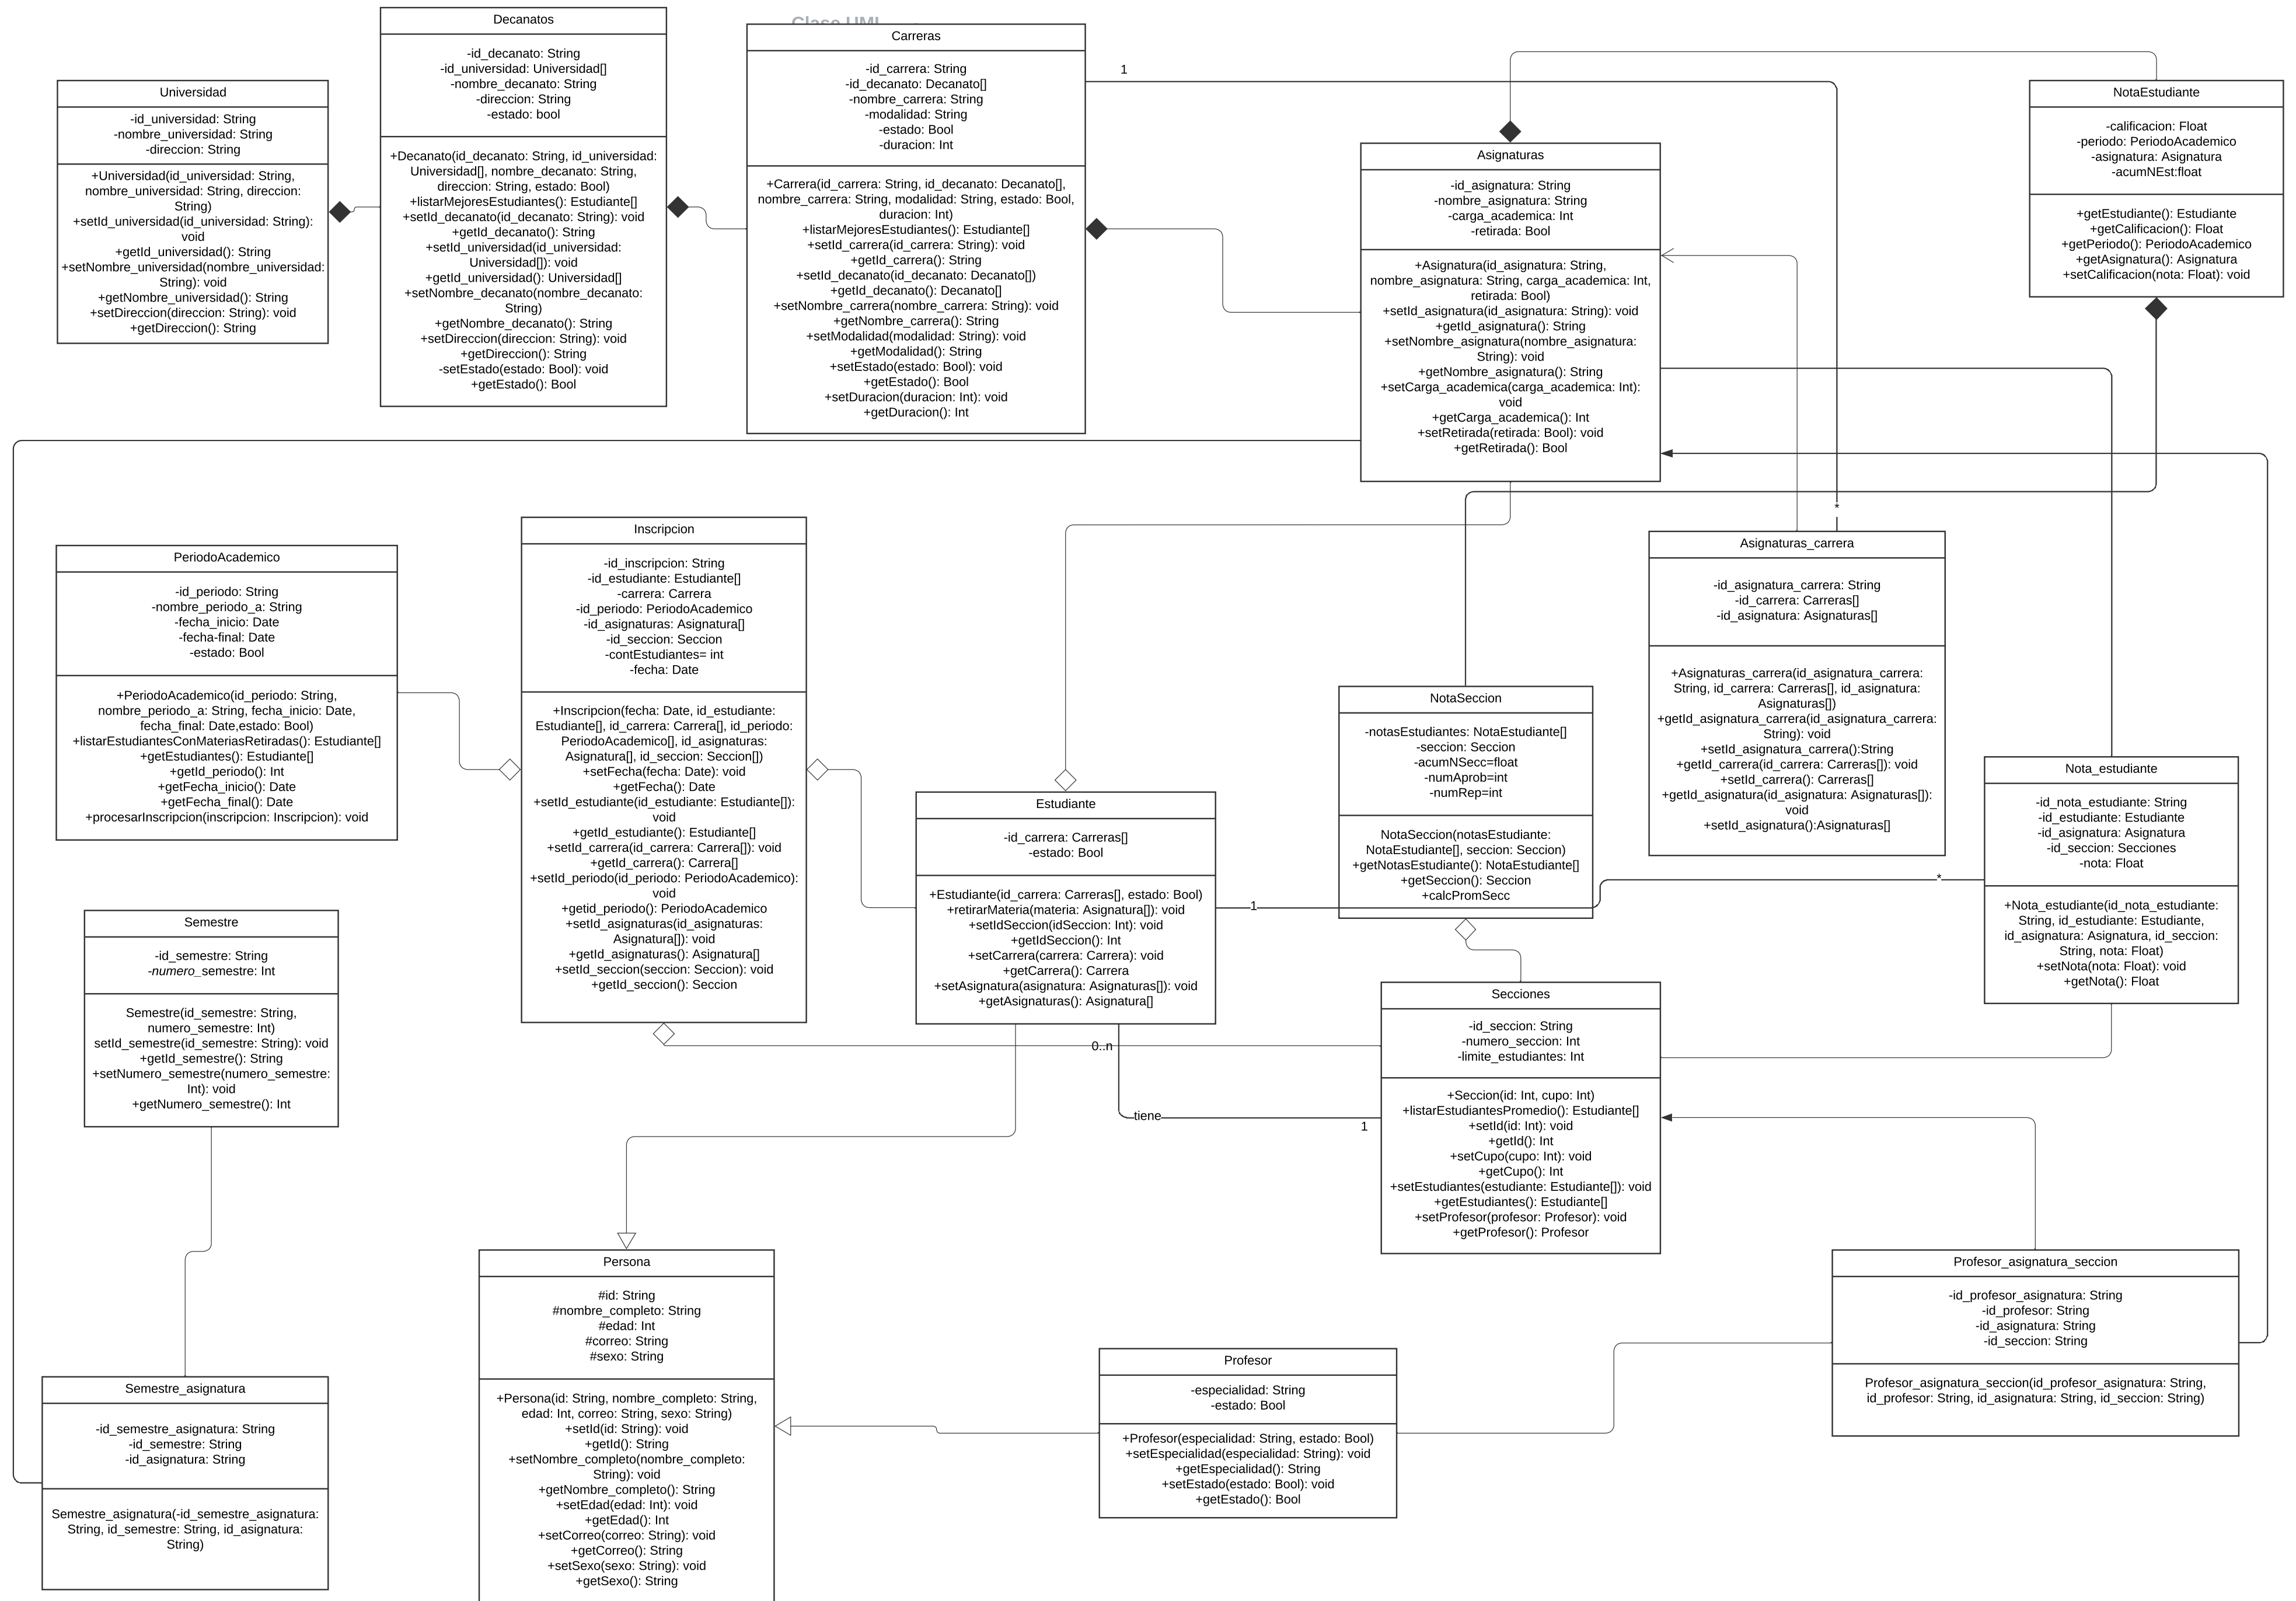 Clase UML
Universidad
-id_universidad: String
-nombre_universidad: String
-direccion: String
+Universidad(id_universidad: String,
nombre_universidad: String, direccion:
String)
+setId_universidad(id_universidad: String):
void
+getId_universidad(): String
+setNombre_universidad(nombre_universidad:
String): void
+getNombre_universidad(): String
+setDireccion(direccion: String): void
+getDireccion(): String
Decanatos
-id_decanato: String
-id_universidad: Universidad[]
-nombre_decanato: String
-direccion: String
-estado: bool
+Decanato(id_decanato: String, id_universidad:
Universidad[], nombre_decanato: String,
direccion: String, estado: Bool)
+listarMejoresEstudiantes(): Estudiante[]
+setId_decanato(id_decanato: String): void
+getId_decanato(): String
+setId_universidad(id_universidad:
Universidad[]): void
+getId_universidad(): Universidad[]
+setNombre_decanato(nombre_decanato:
String)
+getNombre_decanato(): String
+setDireccion(direccion: String): void
+getDireccion(): String
-setEstado(estado: Bool): void
+getEstado(): Bool
Carreras
-id_carrera: String
-id_decanato: Decanato[]
-nombre_carrera: String
-modalidad: String
-estado: Bool
-duracion: Int
+Carrera(id_carrera: String, id_decanato: Decanato[],
nombre_carrera: String, modalidad: String, estado: Bool,
duracion: Int)
+listarMejoresEstudiantes(): Estudiante[]
+setId_carrera(id_carrera: String): void
+getId_carrera(): String
+setId_decanato(id_decanato: Decanato[])
+getId_decanato(): Decanato[]
+setNombre_carrera(nombre_carrera: String): void
+getNombre_carrera(): String
+setModalidad(modalidad: String): void
+getModalidad(): String
+setEstado(estado: Bool): void
+getEstado(): Bool
+setDuracion(duracion: Int): void
+getDuracion(): Int
1
Asignaturas
-id_asignatura: String
-nombre_asignatura: String
-carga_academica: Int
-retirada: Bool
+Asignatura(id_asignatura: String,
nombre_asignatura: String, carga_academica: Int,
retirada: Bool)
+setId_asignatura(id_asignatura: String): void
+getId_asignatura(): String
+setNombre_asignatura(nombre_asignatura:
String): void
+getNombre_asignatura(): String
+setCarga_academica(carga_academica: Int):
void
+getCarga_academica(): Int
+setRetirada(retirada: Bool): void
+getRetirada(): Bool
NotaEstudiante
-calificacion: Float
-periodo: PeriodoAcademico
-asignatura: Asignatura
-acumNEst:float
+getEstudiante(): Estudiante
+getCalificacion(): Float
+getPeriodo(): PeriodoAcademico
+getAsignatura(): Asignatura
+setCalificacion(nota: Float): void
*
PeriodoAcademico
-id_periodo: String
-nombre_periodo_a: String
-fecha_inicio: Date
-fecha-final: Date
-estado: Bool
+PeriodoAcademico(id_periodo: String,
nombre_periodo_a: String, fecha_inicio: Date,
fecha_final: Date,estado: Bool)
+listarEstudiantesConMateriasRetiradas(): Estudiante[]
+getEstudiantes(): Estudiante[]
+getId_periodo(): Int
+getFecha_inicio(): Date
+getFecha_final(): Date
+procesarInscripcion(inscripcion: Inscripcion): void
Inscripcion
-id_inscripcion: String
-id_estudiante: Estudiante[]
-carrera: Carrera
-id_periodo: PeriodoAcademico
-id_asignaturas: Asignatura[]
-id_seccion: Seccion
-contEstudiantes= int
-fecha: Date
+Inscripcion(fecha: Date, id_estudiante:
Estudiante[], id_carrera: Carrera[], id_periodo:
PeriodoAcademico[], id_asignaturas:
Asignatura[], id_seccion: Seccion[])
+setFecha(fecha: Date): void
+getFecha(): Date
+setId_estudiante(id_estudiante: Estudiante[]):
void
+getId_estudiante(): Estudiante[]
+setId_carrera(id_carrera: Carrera[]): void
+getId_carrera(): Carrera[]
+setId_periodo(id_periodo: PeriodoAcademico):
void
+getid_periodo(): PeriodoAcademico
+setId_asignaturas(id_asignaturas:
Asignatura[]): void
+getId_asignaturas(): Asignatura[]
+setId_seccion(seccion: Seccion): void
+getId_seccion(): Seccion
Asignaturas_carrera
-id_asignatura_carrera: String
-id_carrera: Carreras[]
-id_asignatura: Asignaturas[]
+Asignaturas_carrera(id_asignatura_carrera:
String, id_carrera: Carreras[], id_asignatura:
Asignaturas[])
+getId_asignatura_carrera(id_asignatura_carrera:
String): void
+setId_asignatura_carrera():String
+getId_carrera(id_carrera: Carreras[]): void
+setId_carrera(): Carreras[]
+getId_asignatura(id_asignatura: Asignaturas[]):
void
+setId_asignatura():Asignaturas[]
NotaSeccion
-notasEstudiantes: NotaEstudiante[]
-seccion: Seccion
-acumNSecc=float
-numAprob=int
-numRep=int
NotaSeccion(notasEstudiante:
NotaEstudiante[], seccion: Seccion)
+getNotasEstudiante(): NotaEstudiante[]
+getSeccion(): Seccion
+calcPromSecc
Nota_estudiante
-id_nota_estudiante: String
-id_estudiante: Estudiante
-id_asignatura: Asignatura
-id_seccion: Secciones
-nota: Float
+Nota_estudiante(id_nota_estudiante:
String, id_estudiante: Estudiante,
id_asignatura: Asignatura, id_seccion:
String, nota: Float)
+setNota(nota: Float): void
+getNota(): Float
*
Estudiante
-id_carrera: Carreras[]
-estado: Bool
+Estudiante(id_carrera: Carreras[], estado: Bool)
+retirarMateria(materia: Asignatura[]): void
+setIdSeccion(idSeccion: Int): void
+getIdSeccion(): Int
+setCarrera(carrera: Carrera): void
+getCarrera(): Carrera
+setAsignatura(asignatura: Asignaturas[]): void
+getAsignaturas(): Asignatura[]
1
Semestre
-id_semestre: String
-numero_semestre: Int
Semestre(id_semestre: String,
numero_semestre: Int)
setId_semestre(id_semestre: String): void
+getId_semestre(): String
+setNumero_semestre(numero_semestre:
Int): void
+getNumero_semestre(): Int
0..n
tiene
1
Secciones
-id_seccion: String
-numero_seccion: Int
-limite_estudiantes: Int
+Seccion(id: Int, cupo: Int)
+listarEstudiantesPromedio(): Estudiante[]
+setId(id: Int): void
+getId(): Int
+setCupo(cupo: Int): void
+getCupo(): Int
+setEstudiantes(estudiante: Estudiante[]): void
+getEstudiantes(): Estudiante[]
+setProfesor(profesor: Profesor): void
+getProfesor(): Profesor
Persona
#id: String
#nombre_completo: String
#edad: Int
#correo: String
#sexo: String
+Persona(id: String, nombre_completo: String,
edad: Int, correo: String, sexo: String)
+setId(id: String): void
+getId(): String
+setNombre_completo(nombre_completo:
String): void
+getNombre_completo(): String
+setEdad(edad: Int): void
+getEdad(): Int
+setCorreo(correo: String): void
+getCorreo(): String
+setSexo(sexo: String): void
+getSexo(): String
Profesor_asignatura_seccion
-id_profesor_asignatura: String
-id_profesor: String
-id_asignatura: String
-id_seccion: String
Profesor_asignatura_seccion(id_profesor_asignatura: String,
id_profesor: String, id_asignatura: String, id_seccion: String)
Profesor
-especialidad: String
-estado: Bool
+Profesor(especialidad: String, estado: Bool)
+setEspecialidad(especialidad: String): void
+getEspecialidad(): String
+setEstado(estado: Bool): void
+getEstado(): Bool
Semestre_asignatura
-id_semestre_asignatura: String
-id_semestre: String
-id_asignatura: String
Semestre_asignatura(-id_semestre_asignatura:
String, id_semestre: String, id_asignatura:
String)